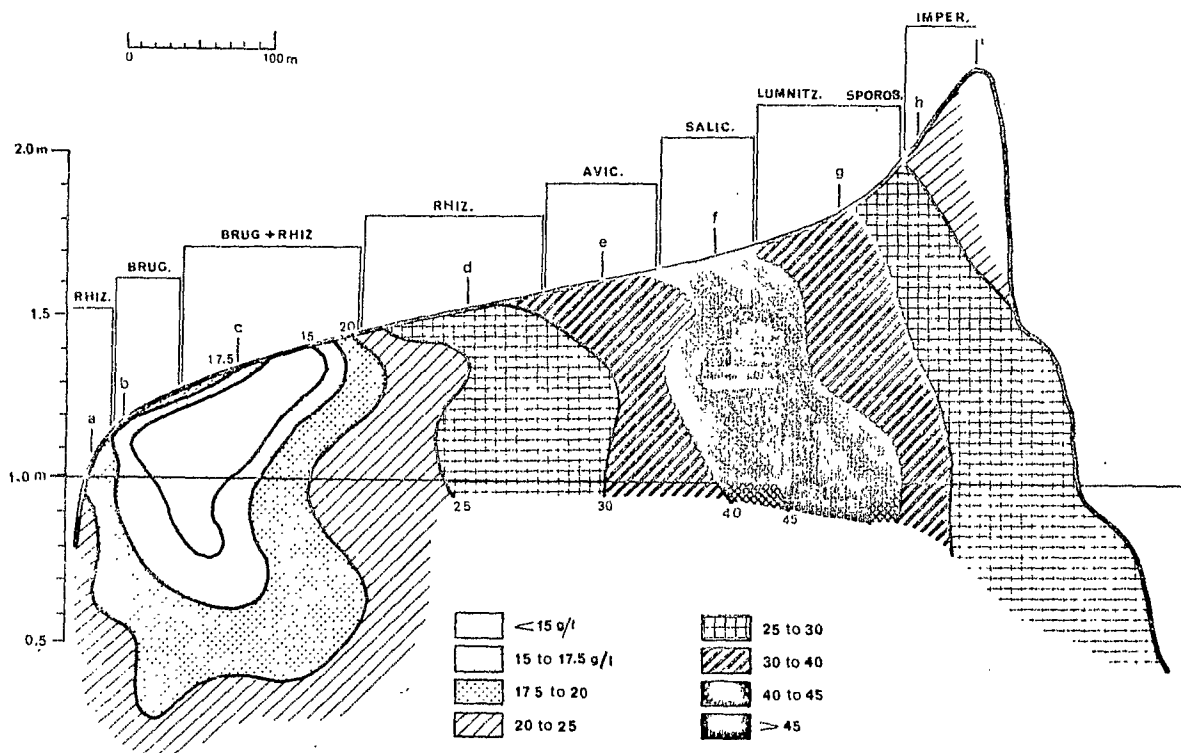 IMPER.
0 100 m
LUMNITZ. SPOROB.
h
SALIC.
2.0 m
AVIC.
g
RHIZ.
f
BRUG + RHIZ
e
BRUG.
d
RHIZ.
1.5
c 15 20
17.5
b
a
1.0 m
25 30 40 45
0.5
< 15 g/l
15 to 17.5 g/l
17 5 to 20
20 to 25
25 to 30
30 to 40
40 to 45
> 45